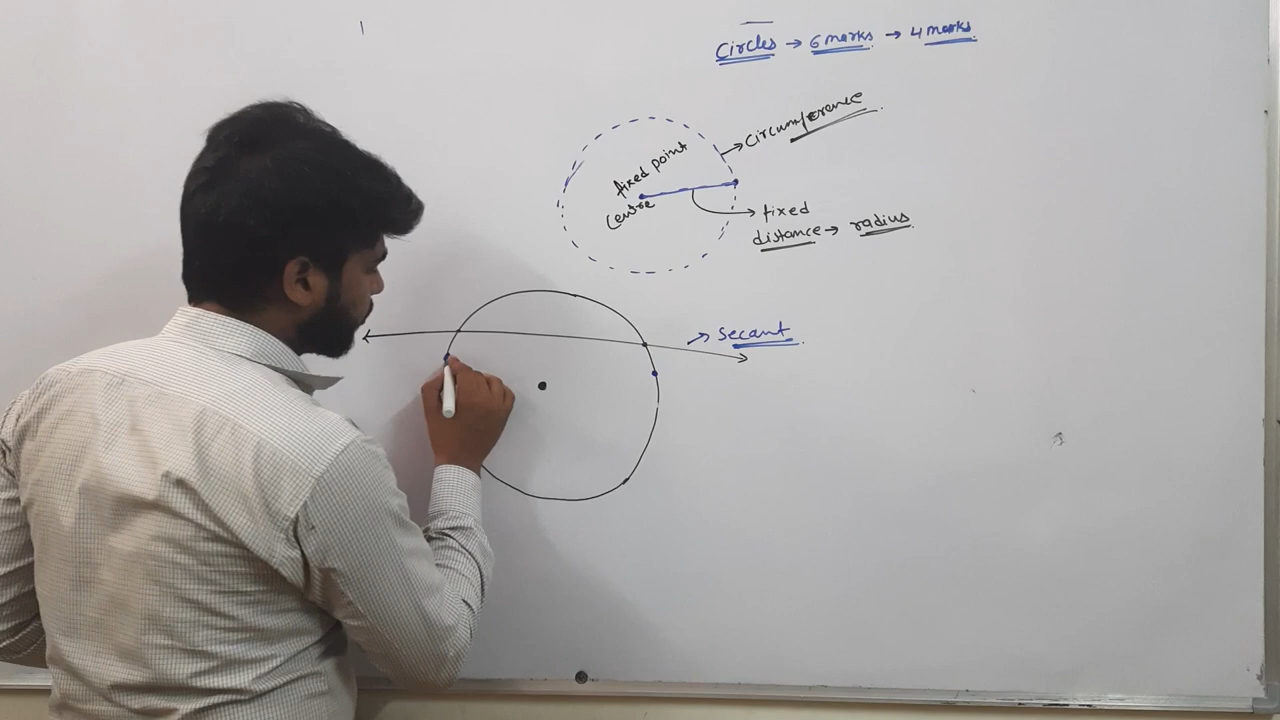 Circles → 6 marks → 4 marks
Circumference
fixed point
Centre
fixed
distance → radius
→ Secant